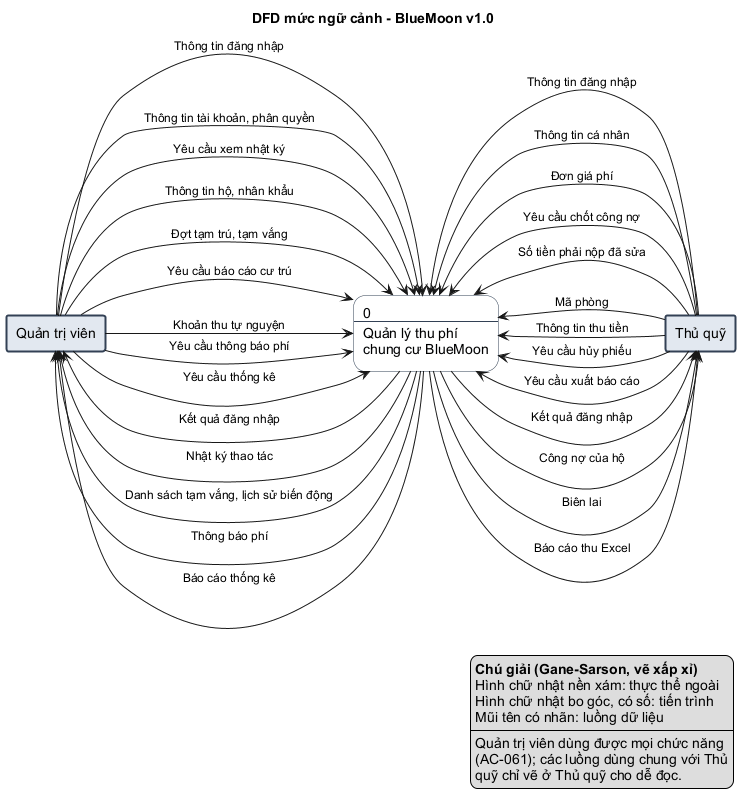 DFD mức ngữ cảnh - BlueMoon v1.0
Thông tin đăng nhập
Thông tin tài khoản, phân quyền
Yêu cầu xem nhật ký
Thông tin hộ, nhân khẩu
Đợt tạm trú, tạm vắng
Yêu cầu báo cáo cư trú
Khoản thu tự nguyện
Yêu cầu thông báo phí
Yêu cầu thống kê
Kết quả đăng nhập
Nhật ký thao tác
Danh sách tạm vắng, lịch sử biến động
Thông báo phí
Báo cáo thống kê
Quản trị viên
0
Quản lý thu phí
chung cư BlueMoon
Thông tin đăng nhập
Thông tin cá nhân
Đơn giá phí
Yêu cầu chốt công nợ
Số tiền phải nộp đã sửa
Mã phòng
Thông tin thu tiền
Yêu cầu hủy phiếu
Yêu cầu xuất báo cáo
Kết quả đăng nhập
Công nợ của hộ
Biên lai
Báo cáo thu Excel
Thủ quỹ
Chú giải (Gane-Sarson, vẽ xấp xỉ)
Hình chữ nhật nền xám: thực thể ngoài
Hình chữ nhật bo góc, có số: tiến trình
Mũi tên có nhãn: luồng dữ liệu
Quản trị viên dùng được mọi chức năng
(AC-061); các luồng dùng chung với Thủ
quỹ chỉ vẽ ở Thủ quỹ cho dễ đọc.